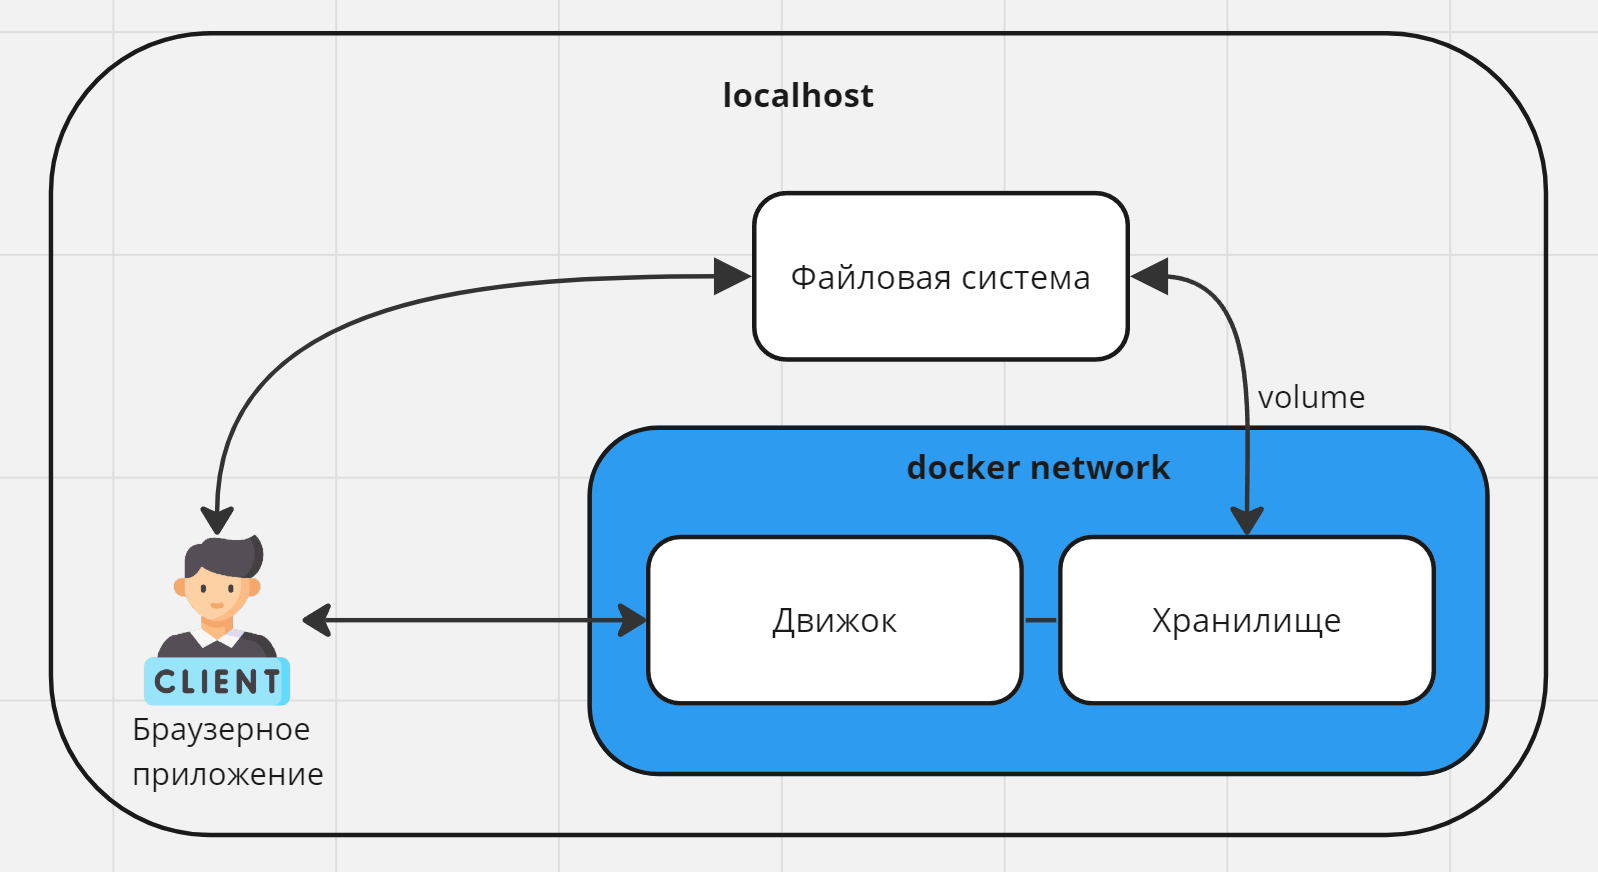 localhost
Файловая система
volume
docker network
Движок
Хранилище
CLIENT
Браузерное
приложение